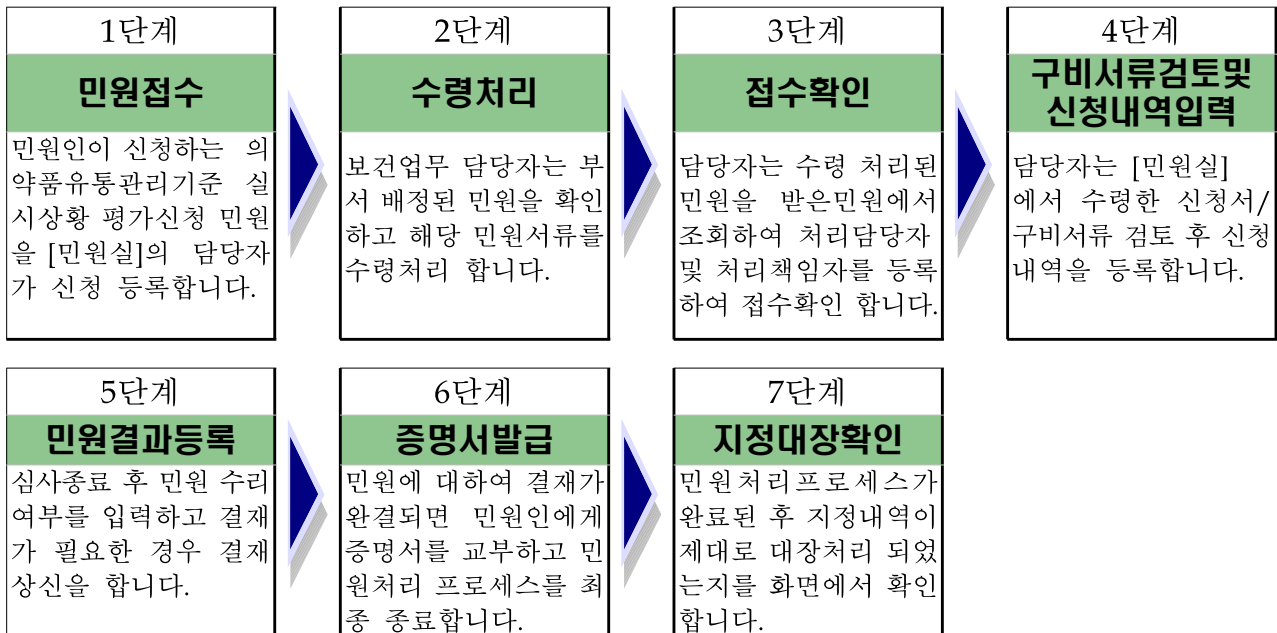 1단계
민원접수
민원인이 신청하는 의
약품유통관리기준 실
시상황 평가신청 민원
을 [민원실]의 담당자
가 신청 등록합니다.
2단계
수령처리
보건업무 담당자는 부
서 배정된 민원을 확인
하고 해당 민원서류를
수령처리 합니다.
3단계
접수확인
담당자는 수령 처리된
민원을 받은민원에서
조회하여 처리담당자
및 처리책임자를 등록
하여 접수확인 합니다.
4단계
구비서류검토및
신청내역입력
담당자는 [민원실]
에서 수령한 신청서/
구비서류 검토 후 신청
내역을 등록합니다.
5단계
민원결과등록
심사종료 후 민원 수리
여부를 입력하고 결재
가 필요한 경우 결재
상신을 합니다.
6단계
증명서발급
민원에 대하여 결재가
완결되면 민원인에게
증명서를 교부하고 민
원처리 프로세스를 최
종 종료합니다.
7단계
지정대장확인
민원처리프로세스가
완료된 후 지정내역이
제대로 대장처리 되었
는지를 화면에서 확인
합니다.